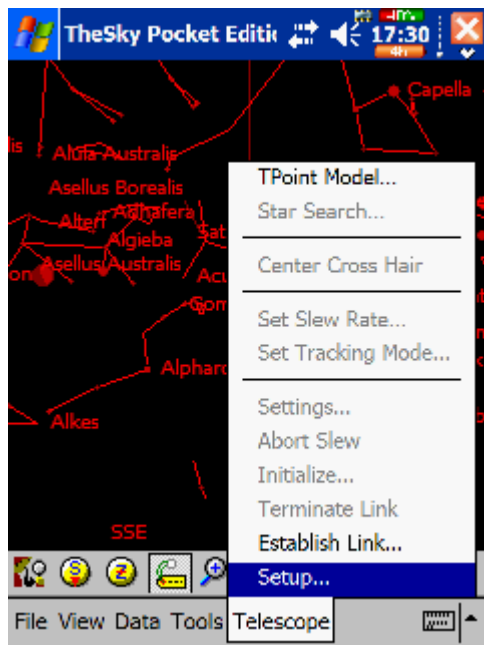 TheSky Pocket Editic
17:30
4h
Capella
Alula Australis
Asellus Borealis
Algieba
Asellus Australis
Alphard
Alkes
SSE
TPoint Model...
Star Search...
Center Cross Hair
Set Slew Rate...
Set Tracking Mode...
Settings...
Abort Slew
Initialize...
Terminate Link
Establish Link...
Setup...
File View Data Tools Telescope